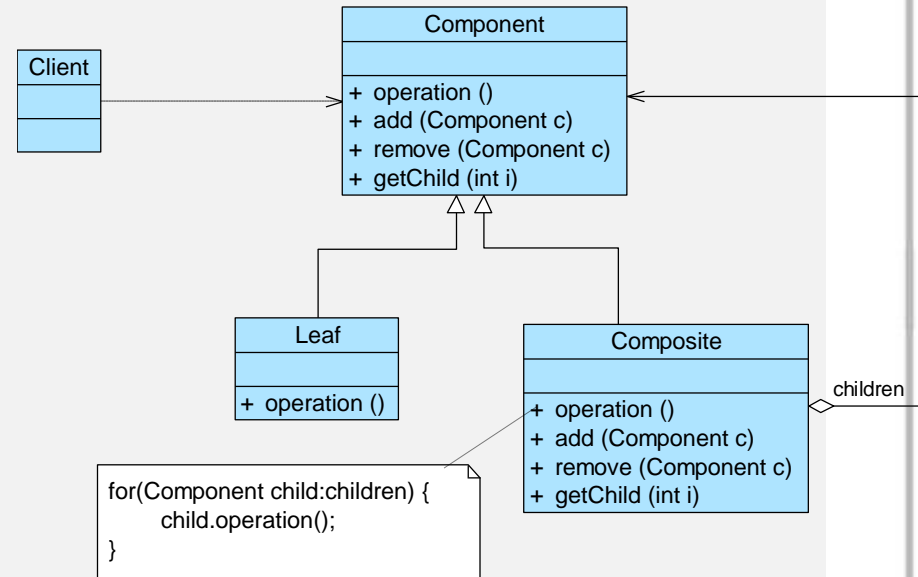 Component
Client
+ operation ()
+ add (Component c)
+ remove (Component c)
+ getChild (int i)
Leaf
+ operation ()
Composite
+ operation ()
+ add (Component c)
+ remove (Component c)
+ getChild (int i)
children
for(Component child:children) {
child.operation();
}